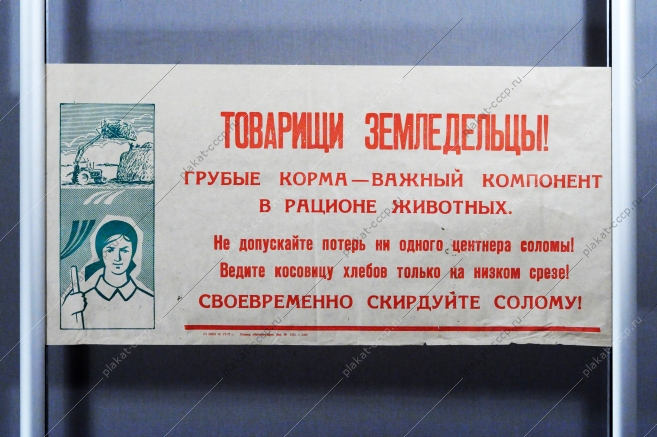 ТОВАРИЩИ ЗЕМЛЕДЕЛЬЦЫ!
ГРУБЫЕ КОРМА — ВАЖНЫЙ КОМПОНЕНТ
В РАЦИОНЕ ЖИВОТНЫХ.
Не допускайте потерь ни одного центнера соломы!
Ведите косовицу хлебов только на низком срезе!
СВОЕВРЕМЕННО СКИРДУЙТЕ СОЛОМУ!
plakat-cccp.ru